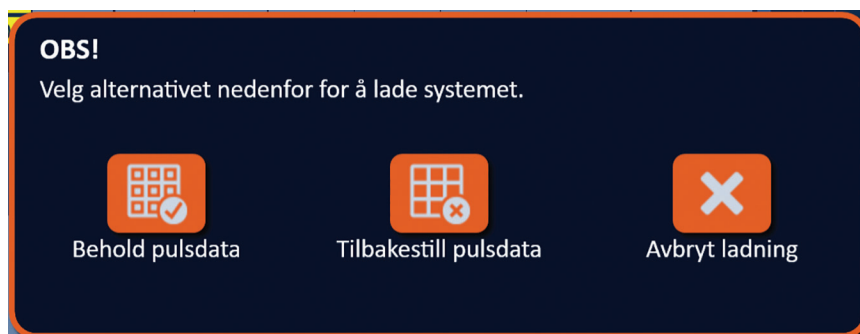 OBS!
Velg alternativet nedenfor for å lade systemet.
Behold pulsdata
Tilbakestill pulsdata
Avbryt ladning